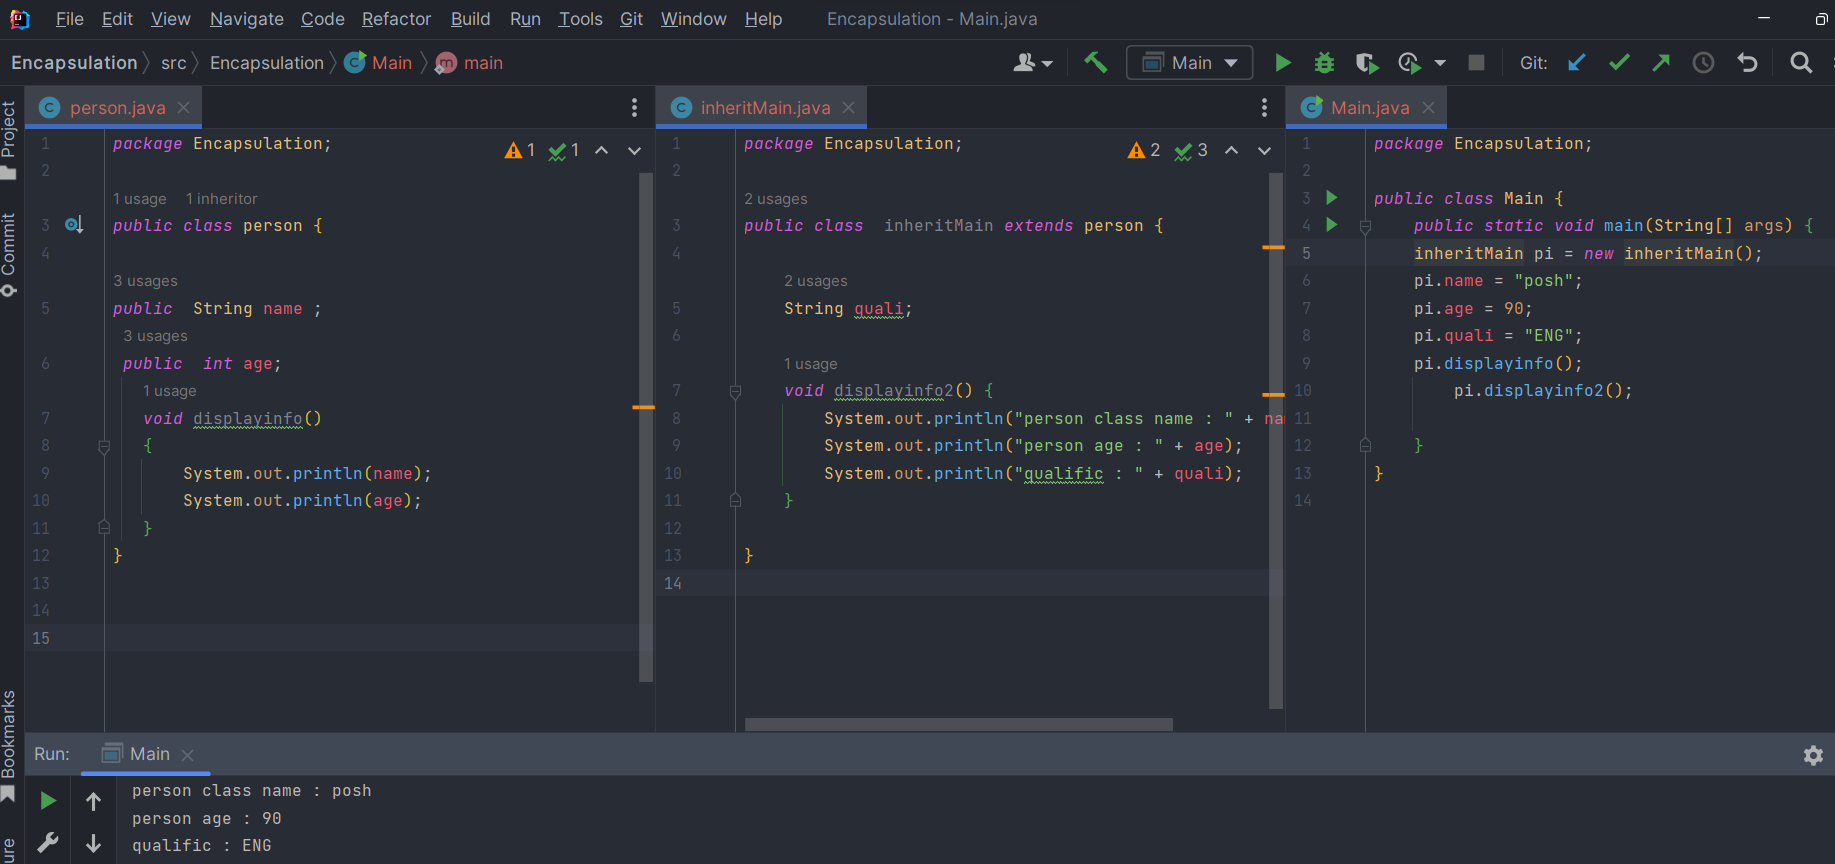 File Edit View Navigate Code Refactor Build Run Tools Git Window Help Encapsulation - Main.java
Encapsulation src Encapsulation Main main Main Git:
person.java inheritMain.java Main.java
Project
Commit
Bookmarks
1 package Encapsulation; 1 1
2
1 usage 1 inheritor
3 public class person {
4
3 usages
5 public String name ;
3 usages
6 public int age;
1 usage
7 void displayinfo()
8 {
9 System.out.println(name);
10 System.out.println(age);
11 }
12 }
13
14
15
1 package Encapsulation; 2 3
2
2 usages
3 public class inheritMain extends person {
4
2 usages
5 String quali;
6
1 usage
7 void displayinfo2() {
8 System.out.println("person class name : " +
9 System.out.println("person age : " + age);
10 System.out.println("qualific : " + quali);
11 }
12
13 }
14
1 package Encapsulation;
2
3 public class Main {
4 public static void main(String[] args) {
5 inheritMain pi = new inheritMain();
6 pi.name = "posh";
7 pi.age = 90;
8 pi.quali = "ENG";
9 pi.displayinfo();
10 pi.displayinfo2();
11
12 }
13 }
14
Run: Main
person class name : posh
person age : 90
qualific : ENG